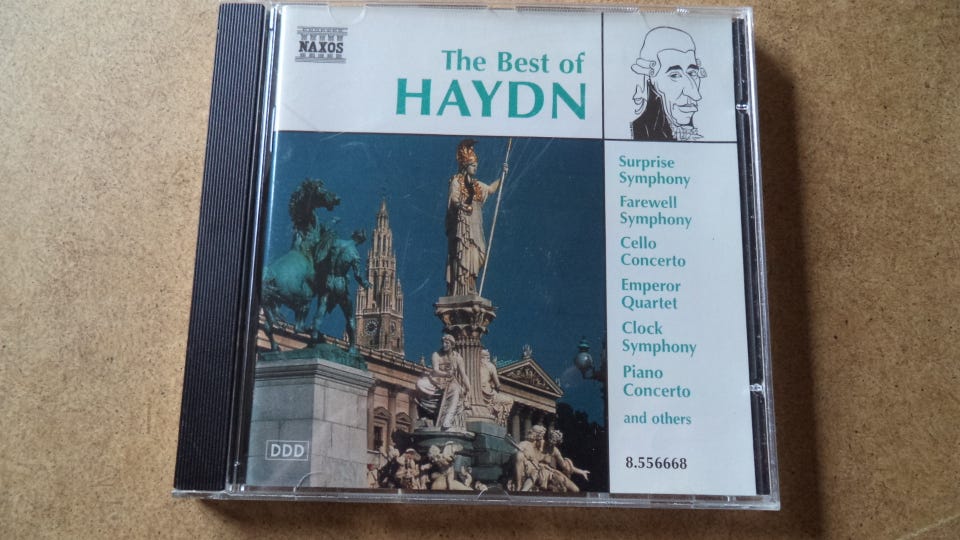 NAXOS
The Best of
HAYDN
Surprise
Symphony
Farewell
Symphony
Cello
Concerto
Emperor
Quartet
Clock
Symphony
Piano
Concerto
and others
DDD
8.556668